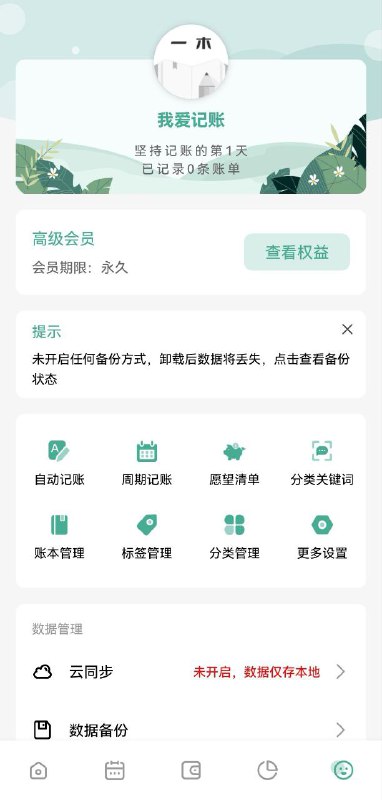 一木
我爱记账
坚持记账的第1天
已记录0条账单
高级会员
会员期限：永久
查看权益
提示
未开启任何备份方式，卸载后数据将丢失，点击查看备份
状态
自动记账
周期记账
愿望清单
分类关键词
账本管理
标签管理
分类管理
更多设置
数据管理
云同步
未开启，数据仅存本地
数据备份